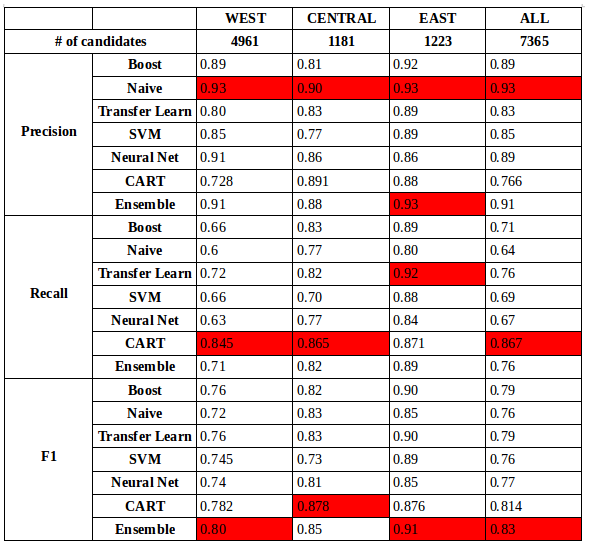 WEST CENTRAL EAST ALL
# of candidates 4961 1181 1223 7365
Precision
Boost 0.89 0.81 0.92 0.89
Naive 0.93 0.90 0.93 0.93
Transfer Learn 0.80 0.83 0.89 0.83
SVM 0.85 0.77 0.89 0.85
Neural Net 0.91 0.86 0.86 0.89
CART 0.728 0.891 0.88 0.766
Ensemble 0.91 0.88 0.93 0.91
Recall
Boost 0.66 0.83 0.89 0.71
Naive 0.6 0.77 0.80 0.64
Transfer Learn 0.72 0.82 0.92 0.76
SVM 0.66 0.70 0.88 0.69
Neural Net 0.63 0.77 0.84 0.67
CART 0.845 0.865 0.871 0.867
Ensemble 0.71 0.82 0.89 0.76
F1
Boost 0.76 0.82 0.90 0.79
Naive 0.72 0.83 0.85 0.76
Transfer Learn 0.76 0.83 0.90 0.79
SVM 0.745 0.73 0.89 0.76
Neural Net 0.74 0.81 0.85 0.77
CART 0.782 0.878 0.876 0.814
Ensemble 0.80 0.85 0.91 0.83